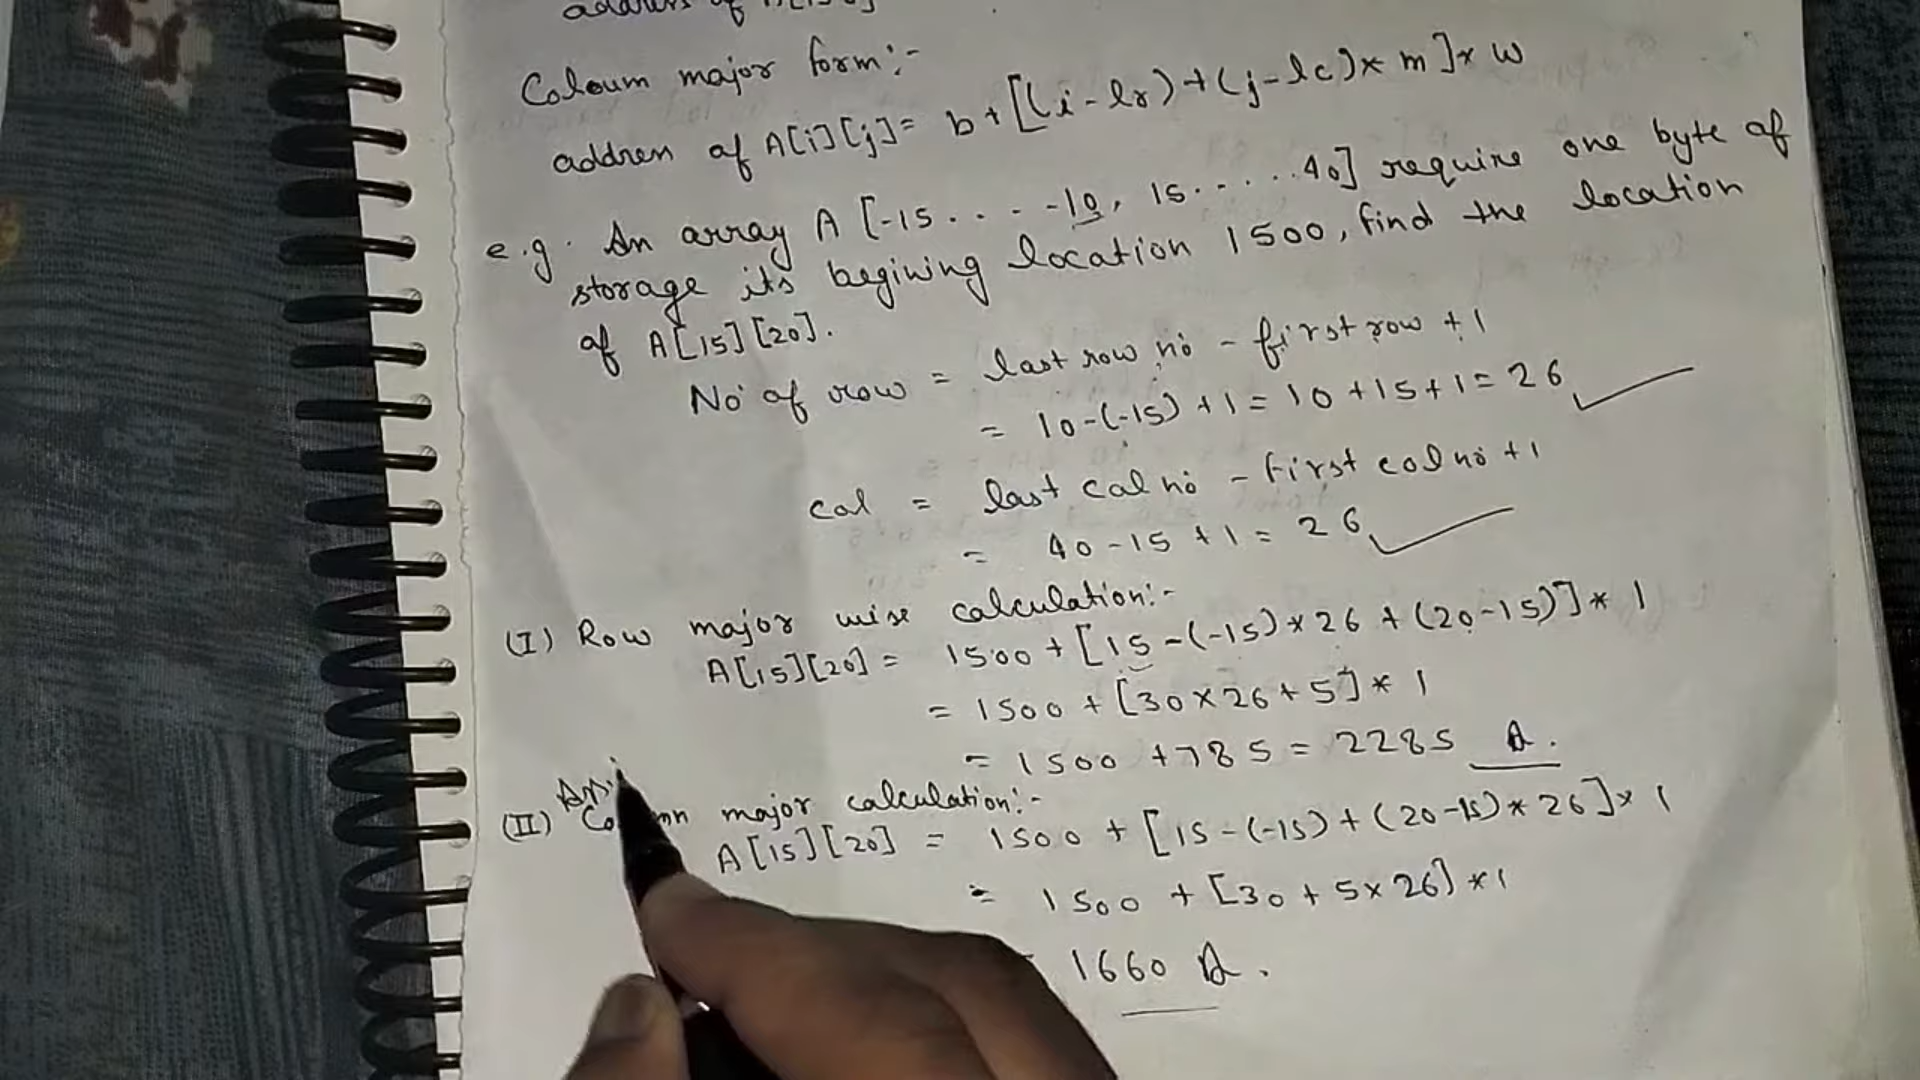 address of
Coloum major form:-
address of A[i][j]= b+[(i-lr)+(j-lc)* m]* w
e.g. An array A [-15 . . . . -10, 15 . . . . . 40] require one byte of
storage its begining location 1500, find the location
of A[15][20].
No of row = last row no - first row + 1
= 10-(-15) +1 = 10 +15+1= 26
col = last col no - first col no +1
= 40 -15 +1 = 26
(I) Row major wise calculation:-
A[15][20] = 1500 + [15-(-15)*26 + (20-15)] * 1
= 1500 + [30×26+5] * 1
= 1500 +785 = 2285 A.
Ans:
(II) Column major calculation:-
A[15][20] = 1500 + [15-(-15) + (20-15)* 26]* 1
= 1500 + [30 + 5×26] *1
1660 A.